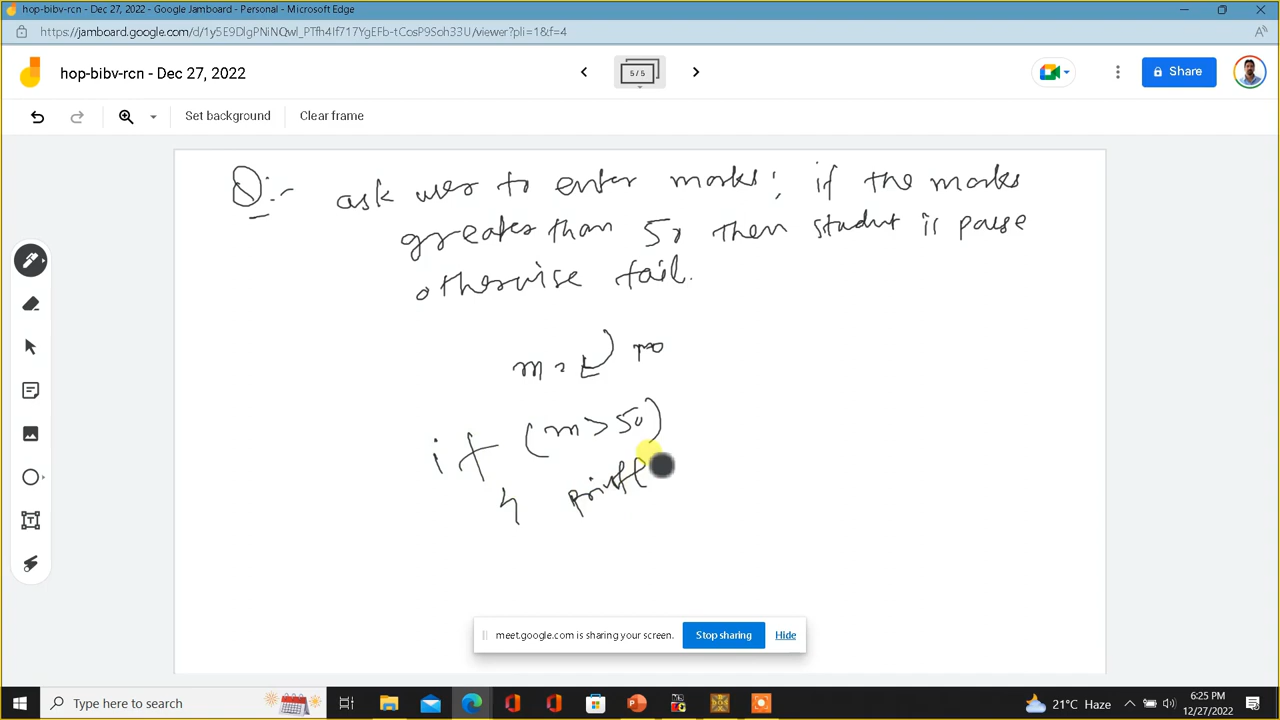 hop-bibv-rcn - Dec 27, 2022 - Google Jamboard - Personal - Microsoft Edge
https://jamboard.google.com/d/1y5E9DlgPNiNQwl_PTfh4If717YgEFb-tCosP9Soh33U/viewer?pli=1&f=4
hop-bibv-rcn - Dec 27, 2022
5/5
Share
Set background
Clear frame
Q:- ask user to enter marks; if the marks
greater than 50 then student is pause
otherwise fail.
m =
if (m > 50)
{ printf(
meet.google.com is sharing your screen.
Stop sharing
Hide
Type here to search
21°C Haze
6:25 PM
12/27/2022